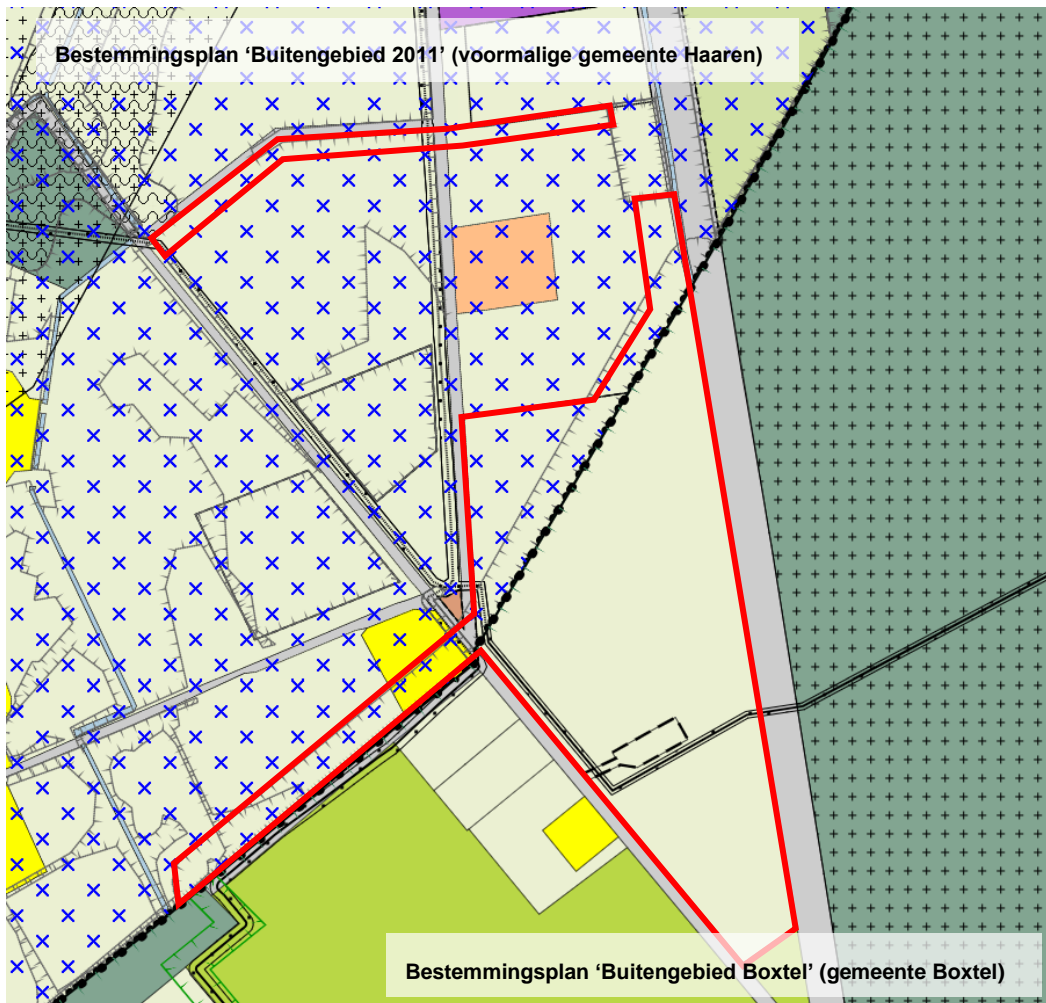 Bestemmingsplan ‘Buitengebied 2011’ (voormalige gemeente Haaren)
Bestemmingsplan ‘Buitengebied Boxtel’ (gemeente Boxtel)